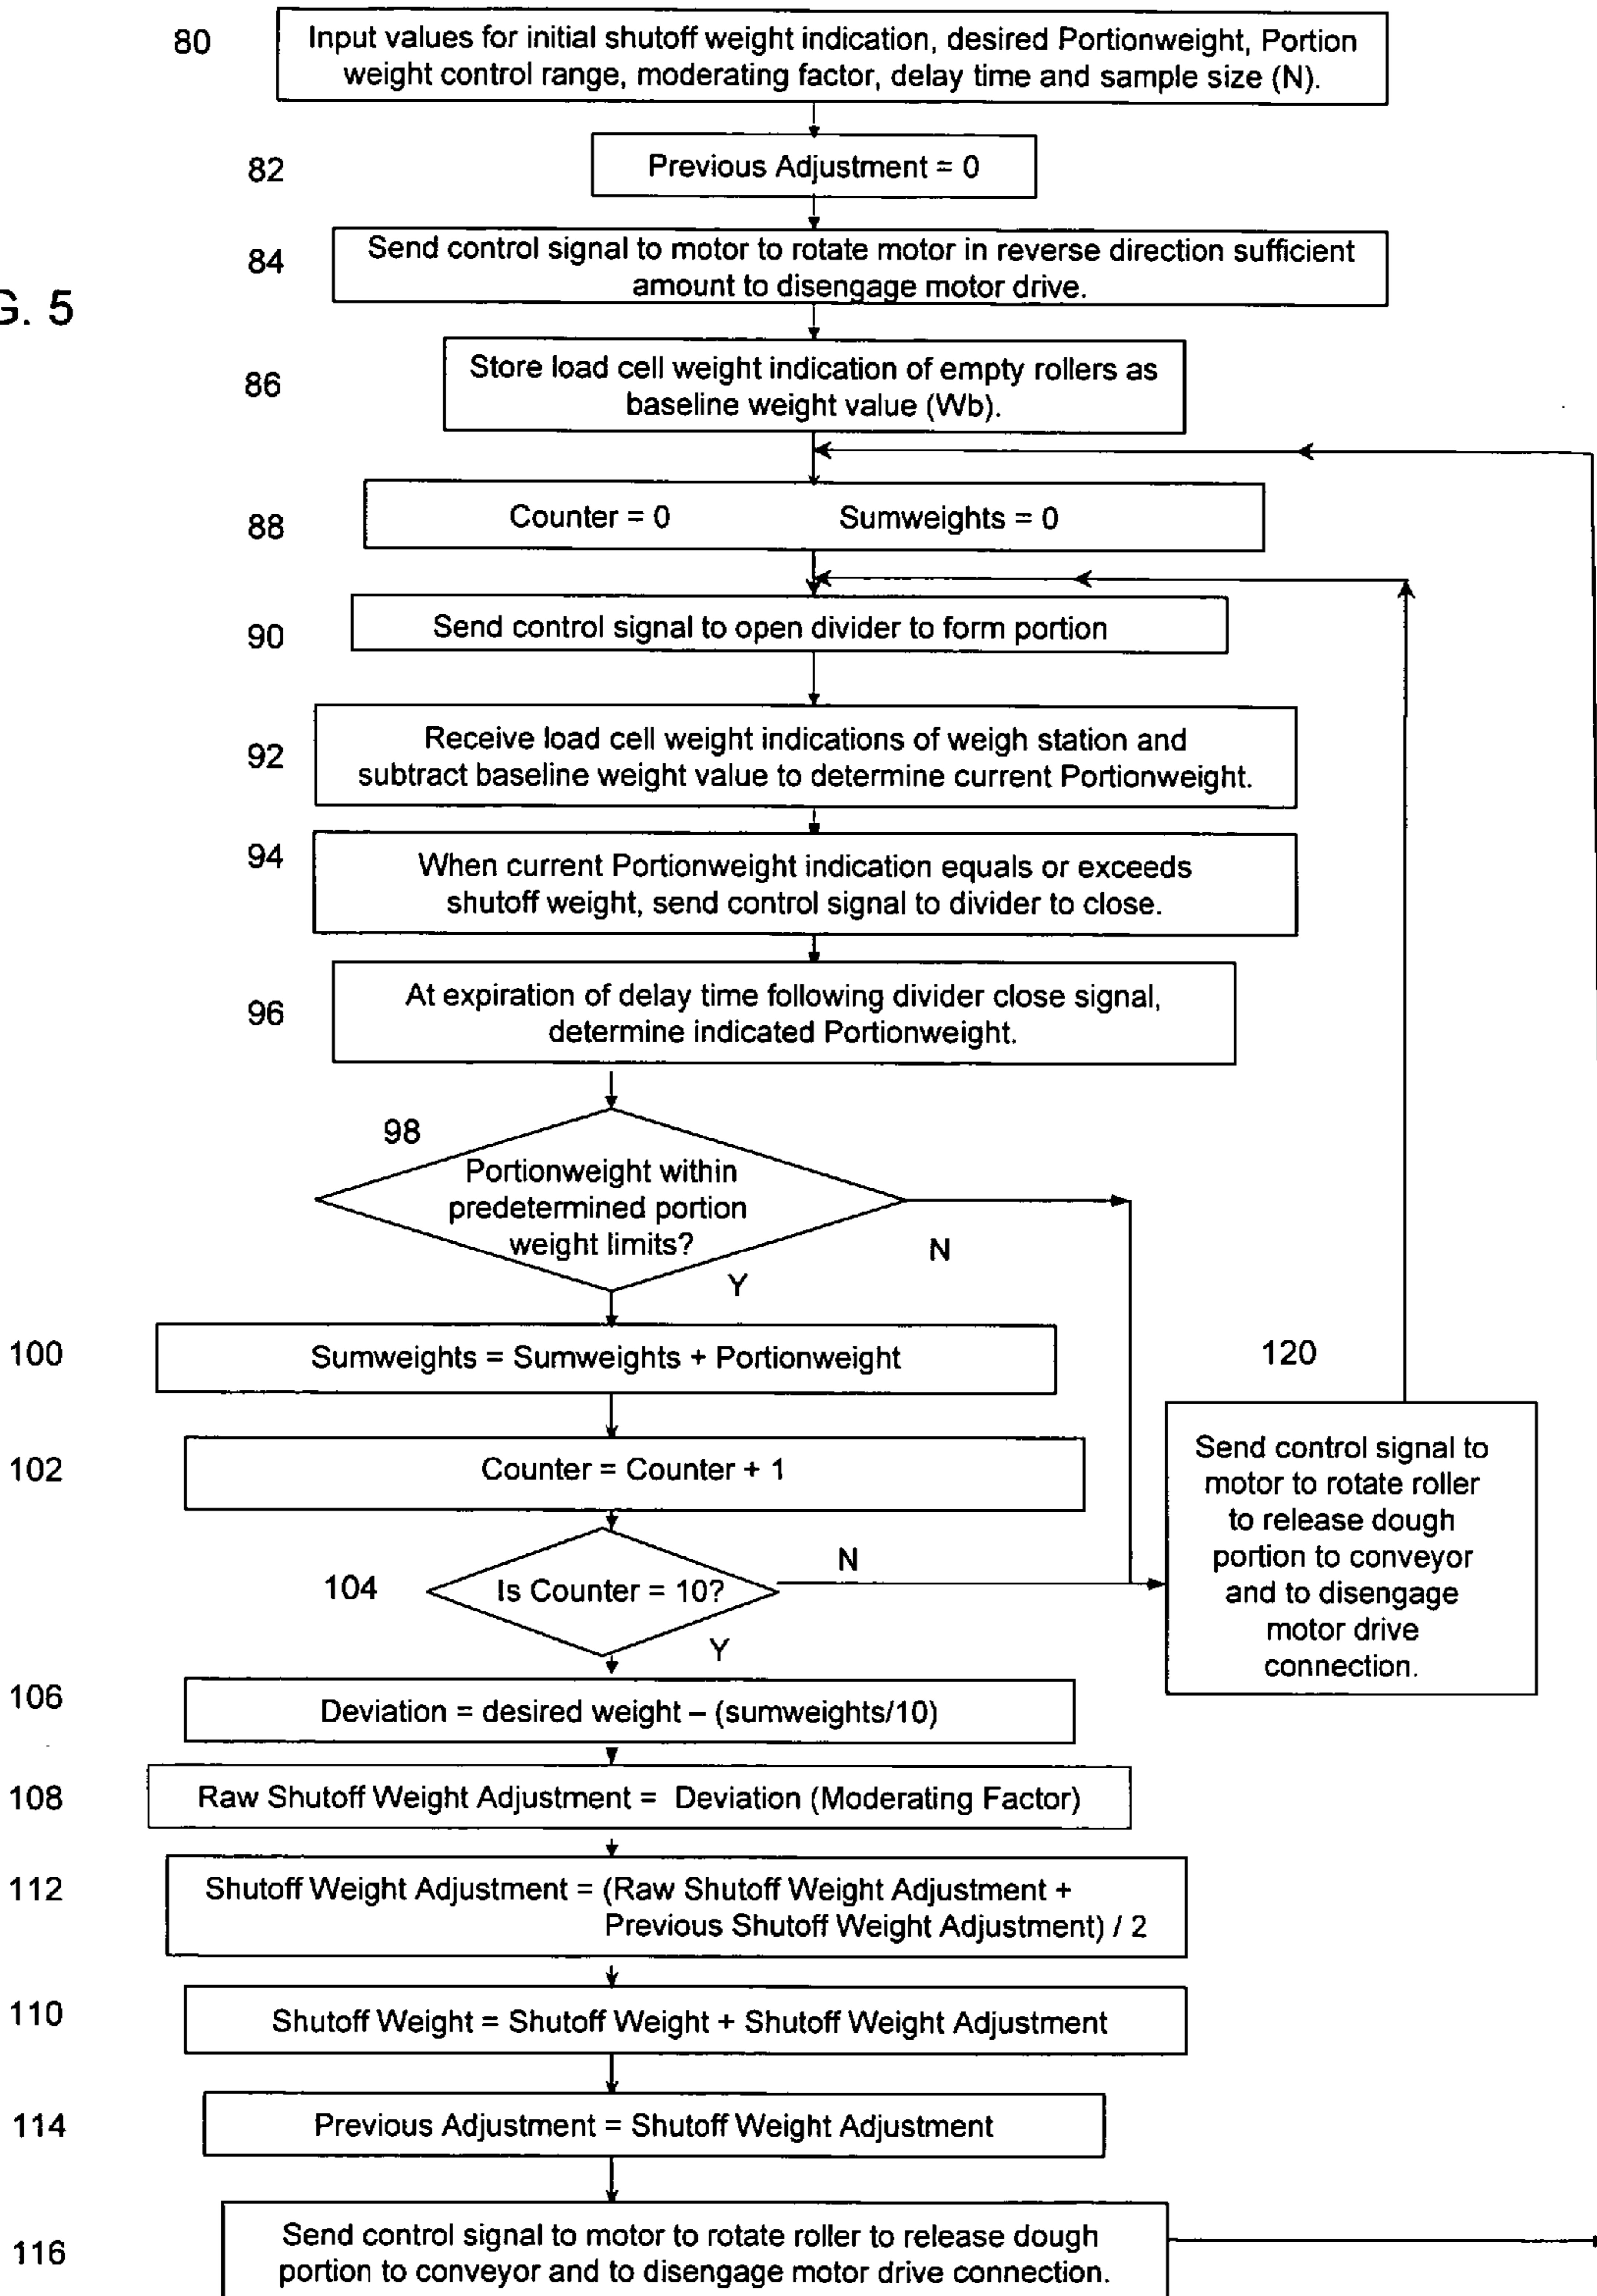 80
Input values for initial shutoff weight indication, desired Portionweight, Portion
weight control range, moderating factor, delay time and sample size (N).
82
Previous Adjustment = 0
84
Send control signal to motor to rotate motor in reverse direction sufficient
amount to disengage motor drive.
G. 5
86
Store load cell weight indication of empty rollers as
baseline weight value (Wb).
88
Counter = 0 Sumweights = 0
90
Send control signal to open divider to form portion
92
Receive load cell weight indications of weigh station and
subtract baseline weight value to determine current Portionweight.
94
When current Portionweight indication equals or exceeds
shutoff weight, send control signal to divider to close.
96
At expiration of delay time following divider close signal,
determine indicated Portionweight.
98
Portionweight within
predetermined portion
weight limits?
N
Y
100
Sumweights = Sumweights + Portionweight
120
Send control signal to
motor to rotate roller
to release dough
portion to conveyor
and to disengage
motor drive
connection.
102
Counter = Counter + 1
104
Is Counter = 10?
N
Y
106
Deviation = desired weight – (sumweights/10)
108
Raw Shutoff Weight Adjustment = Deviation (Moderating Factor)
112
Shutoff Weight Adjustment = (Raw Shutoff Weight Adjustment +
Previous Shutoff Weight Adjustment) / 2
110
Shutoff Weight = Shutoff Weight + Shutoff Weight Adjustment
114
Previous Adjustment = Shutoff Weight Adjustment
116
Send control signal to motor to rotate roller to release dough
portion to conveyor and to disengage motor drive connection.